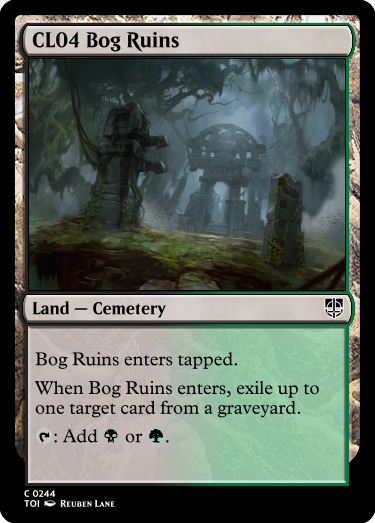 CL04 Bog Ruins
Land — Cemetery
Bog Ruins enters tapped.
When Bog Ruins enters, exile up to
one target card from a graveyard.
: Add or .
C 0244
TOI Reuben Lane